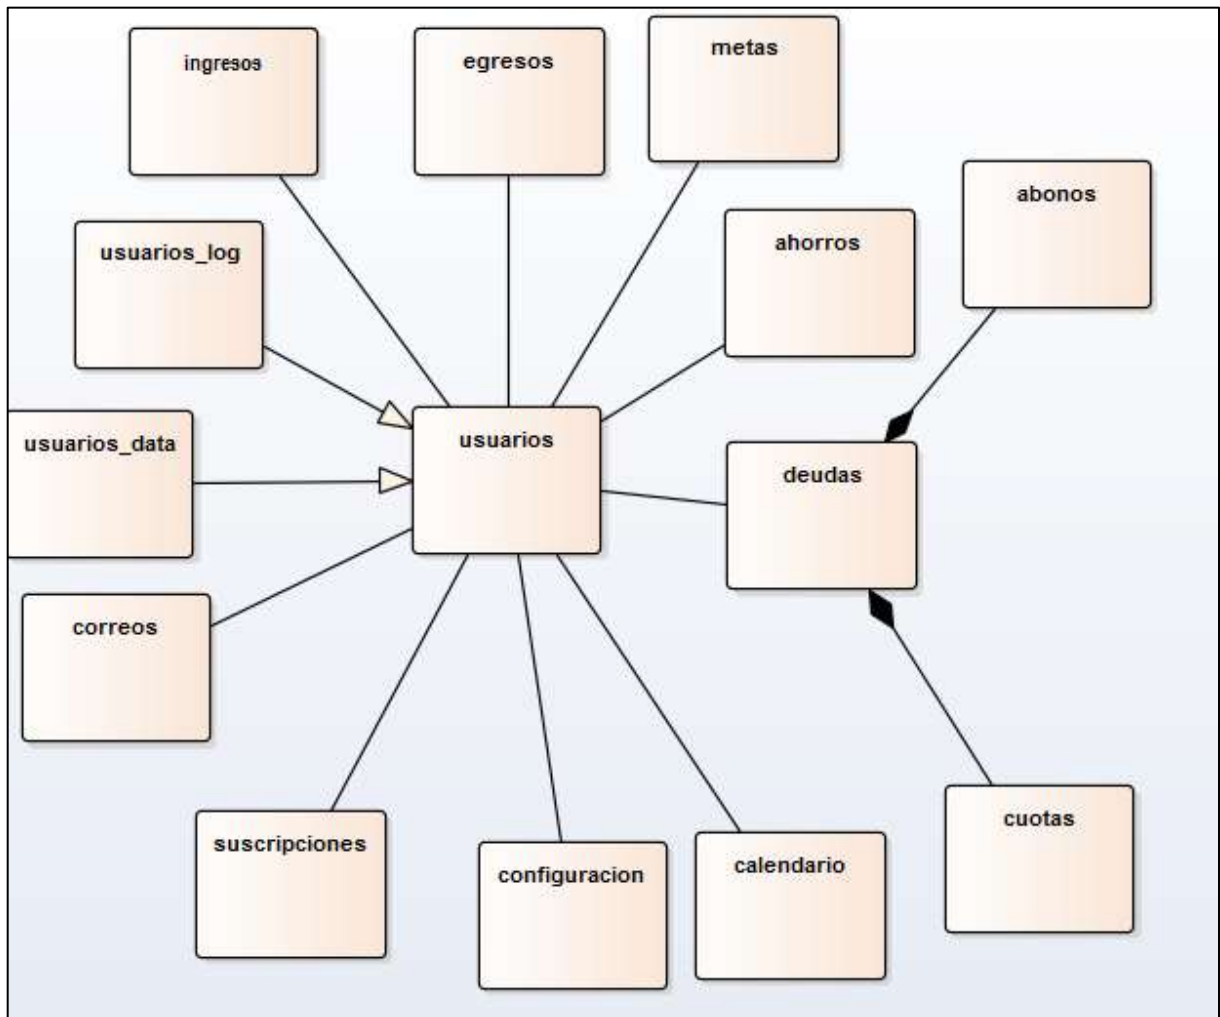 ingresos
egresos
metas
abonos
ahorros
usuarios_log
usuarios
usuarios_data
deudas
correos
suscripciones
configuracion
calendario
cuotas